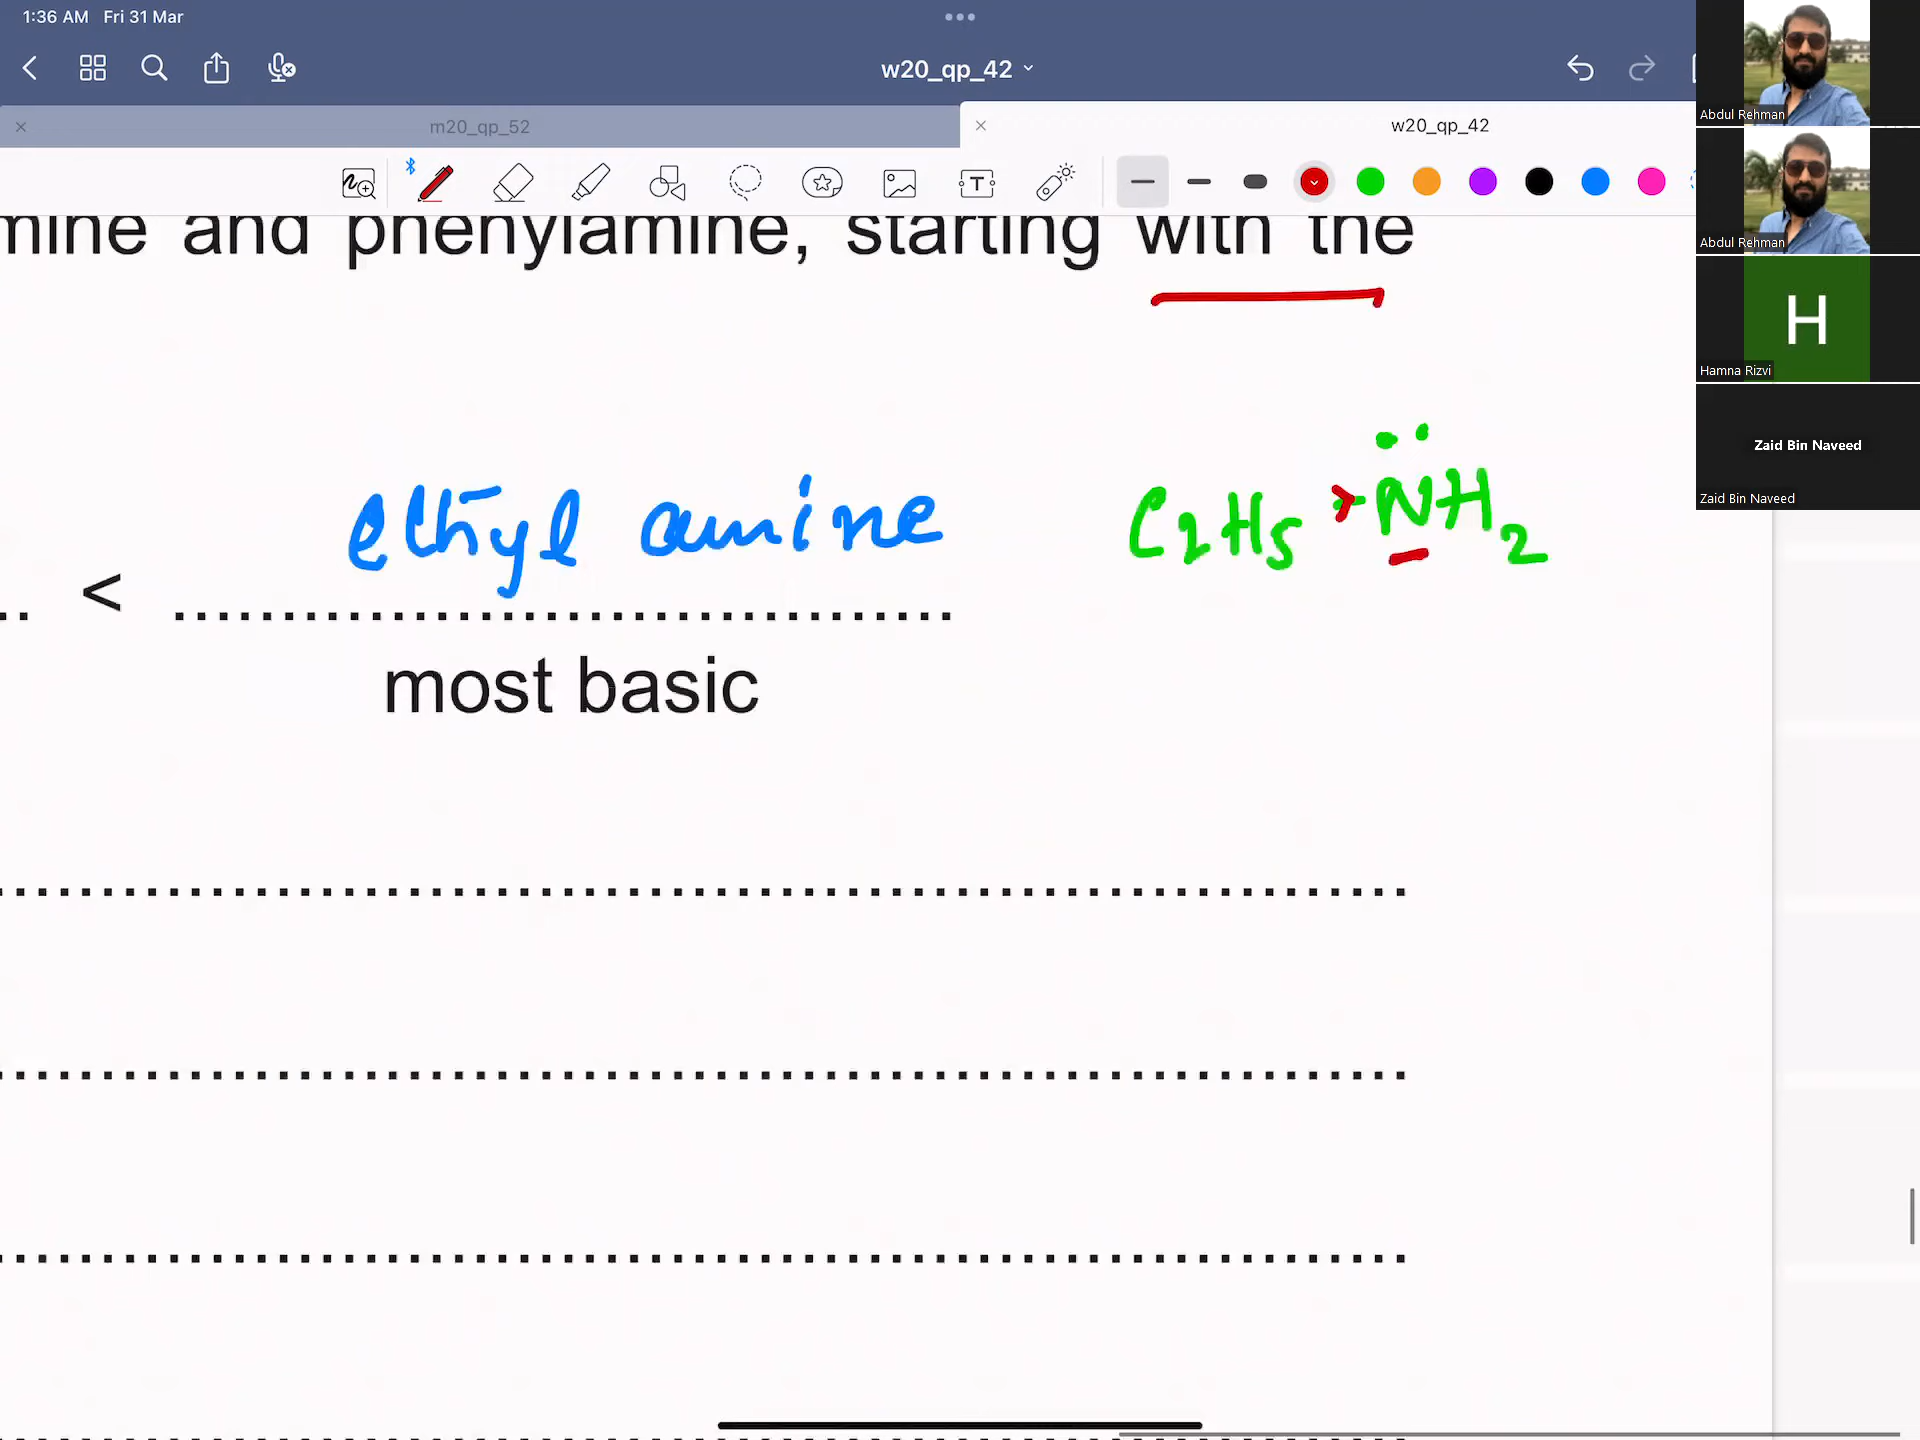 1:36 AM Fri 31 Mar
w20_qp_42
m20_qp_52
w20_qp_42
T
mine and phenylamine, starting with the
ethyl amine
C2H5 NH2
<
most basic
Abdul Rehman
Abdul Rehman
H
Hamna Rizvi
Zaid Bin Naveed
Zaid Bin Naveed